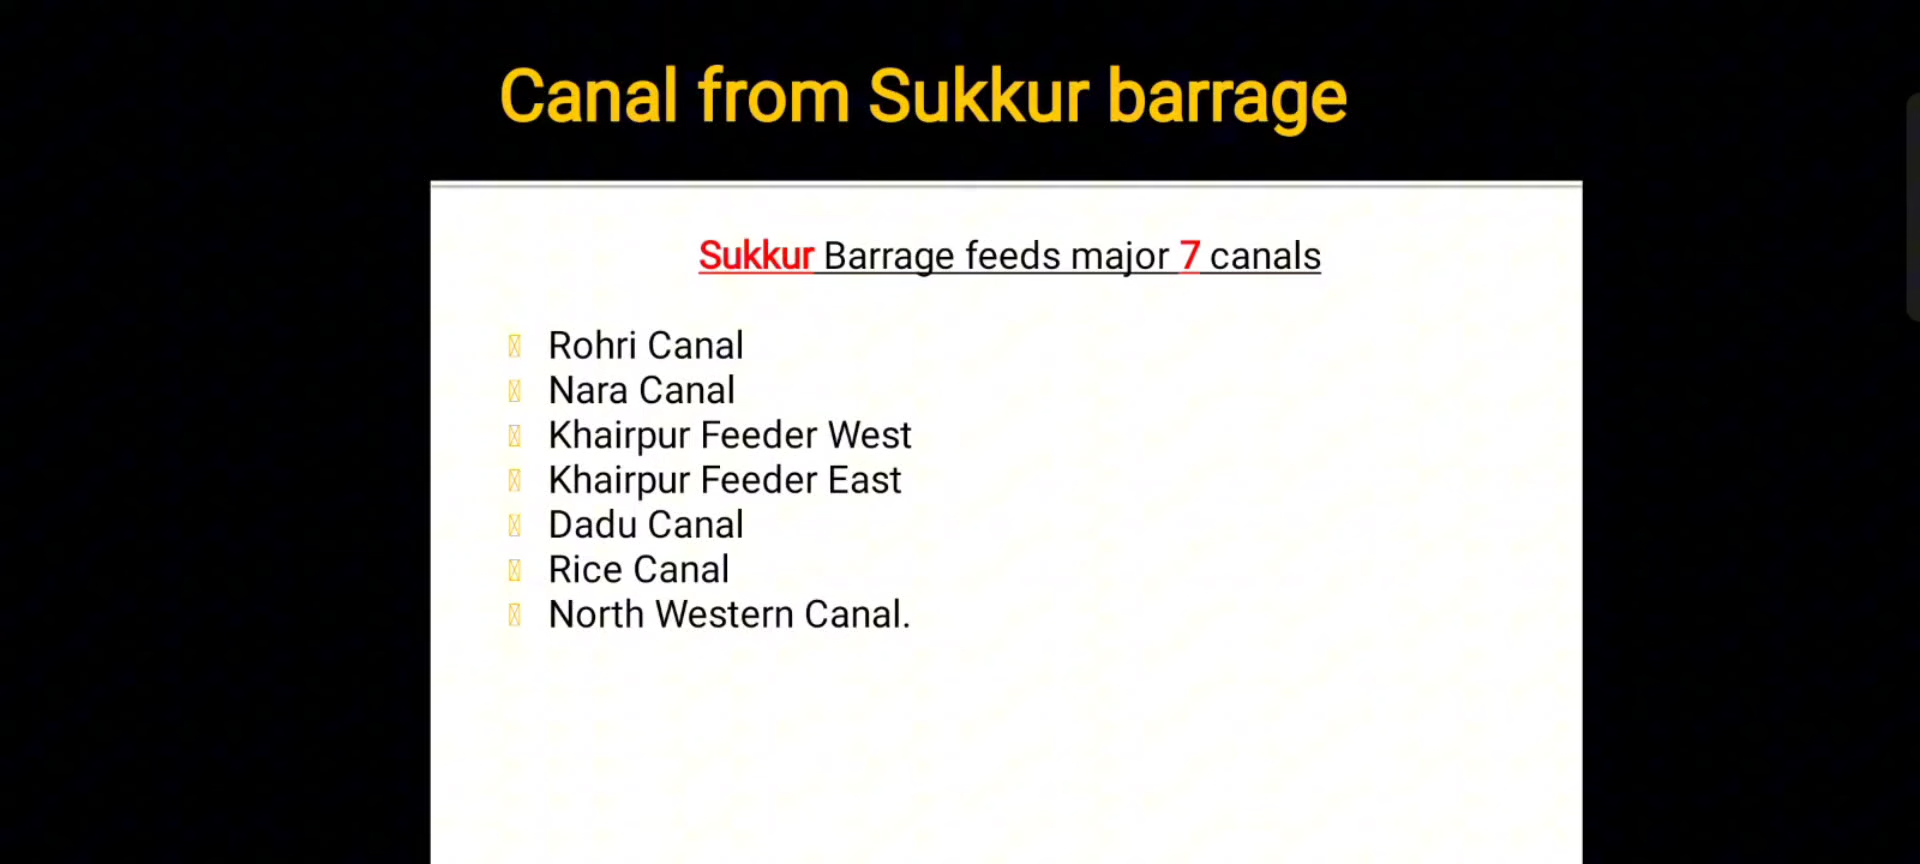 Canal from Sukkur barrage
Sukkur Barrage feeds major 7 canals
Rohri Canal
Nara Canal
Khairpur Feeder West
Khairpur Feeder East
Dadu Canal
Rice Canal
North Western Canal.